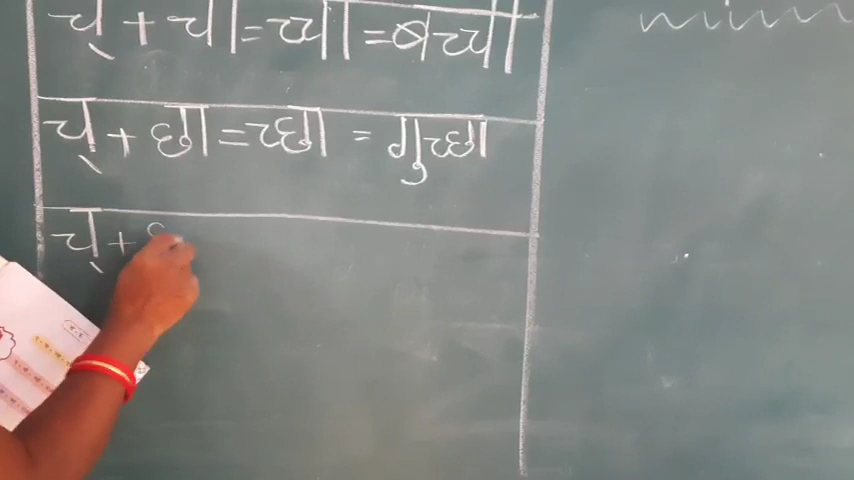 च् + चा = च्चा = बच्चा
च् + छा = च्छा = गुच्छा
च् +